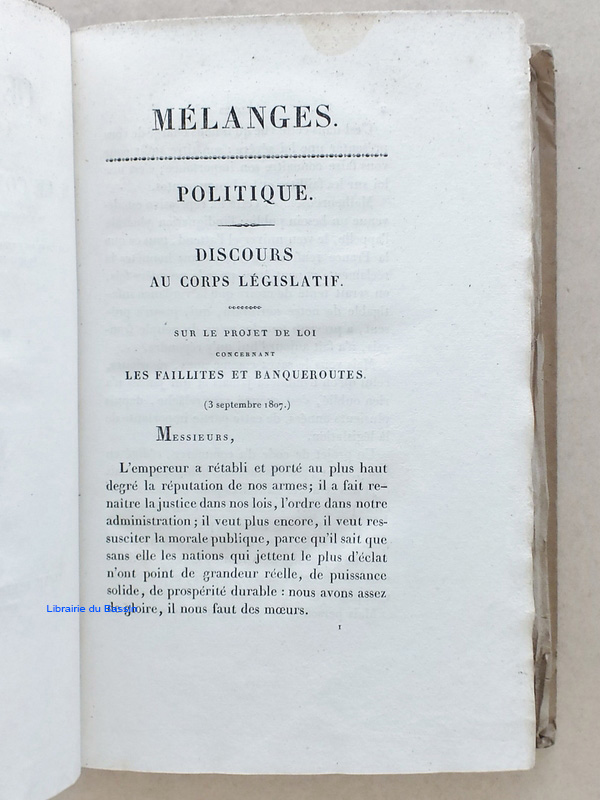 MÉLANGES.
POLITIQUE.
DISCOURS
AU CORPS LÉGISLATIF.
SUR LE PROJET DE LOI
CONCERNANT
LES FAILLITES ET BANQUEROUTES.
(3 septembre 1807.)
MESSIEURS,
L'empereur a rétabli et porté au plus haut
degré la réputation de nos armes; il a fait re-
naître la justice dans nos lois, l'ordre dans notre
administration; il veut plus encore, il veut res-
susciter la morale publique, parce qu'il sait que
sans elle les nations qui jettent le plus d'éclat
n'ont point de grandeur réelle, de puissance
solide, de prospérité durable : nous avons assez
de gloire, il nous faut des mœurs.
Librairie du Bassin
1